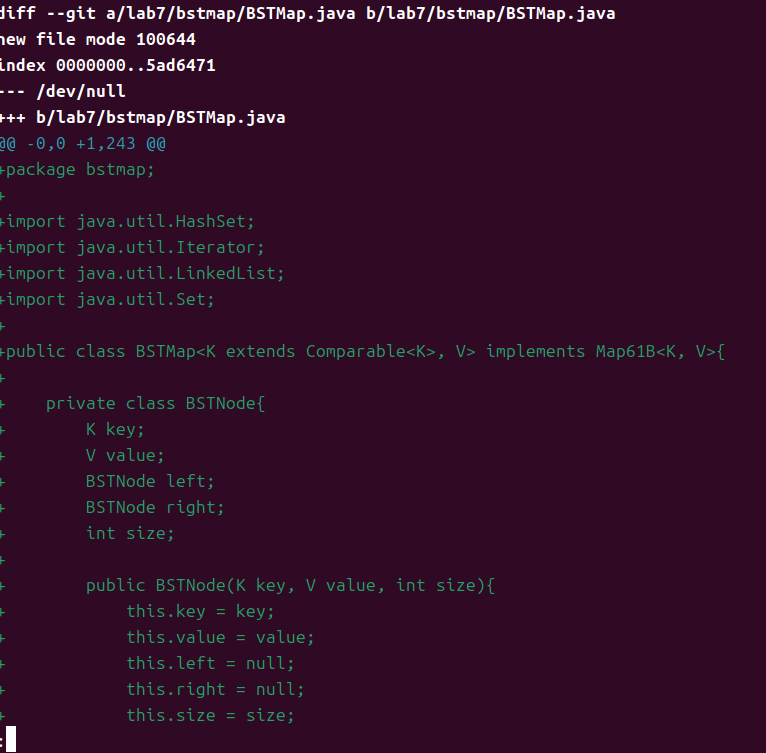 diff --git a/lab7/bstmap/BSTMap.java b/lab7/bstmap/BSTMap.java
new file mode 100644
index 0000000..5ad6471
--- /dev/null
+++ b/lab7/bstmap/BSTMap.java
@@ -0,0 +1,243 @@
+package bstmap;
+
+import java.util.HashSet;
+import java.util.Iterator;
+import java.util.LinkedList;
+import java.util.Set;
+
+public class BSTMap<K extends Comparable<K>, V> implements Map61B<K, V>{
+
+    private class BSTNode{
+        K key;
+        V value;
+        BSTNode left;
+        BSTNode right;
+        int size;
+
+        public BSTNode(K key, V value, int size){
+            this.key = key;
+            this.value = value;
+            this.left = null;
+            this.right = null;
+            this.size = size;
: